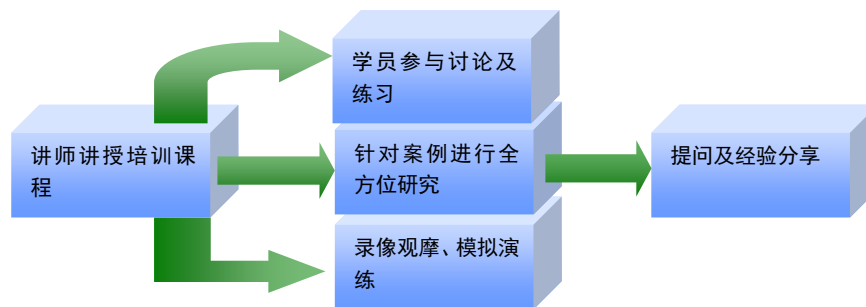 学员参与讨论及
练习
讲师讲授培训课
程
针对案例进行全
方位研究
提问及经验分享
录像观摩、模拟演
练